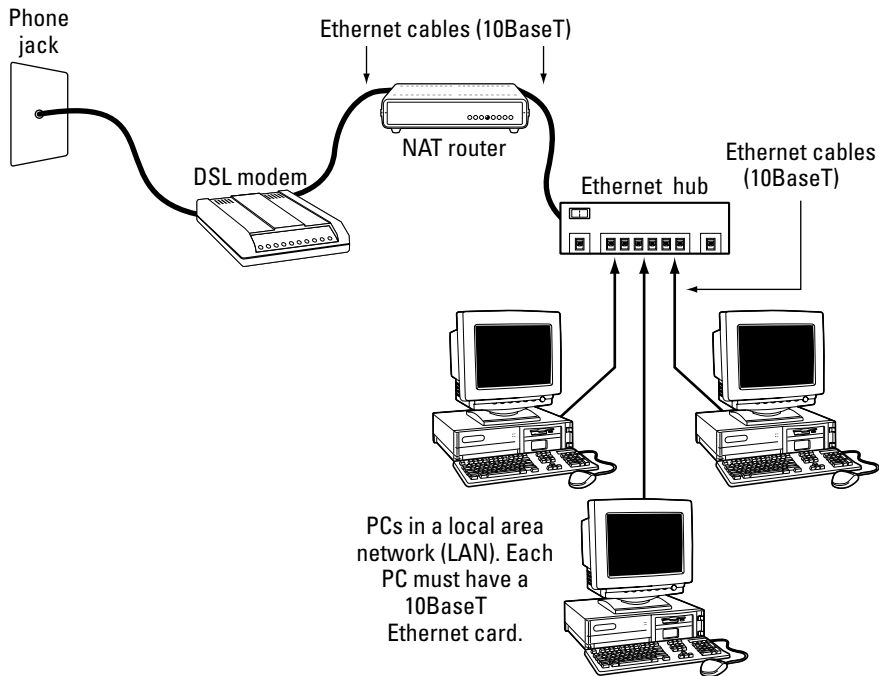 Phone
jack
Ethernet cables (10BaseT)
NAT router
DSL modem
Ethernet hub
Ethernet cables
(10BaseT)
PCs in a local area
network (LAN). Each
PC must have a
10BaseT
Ethernet card.